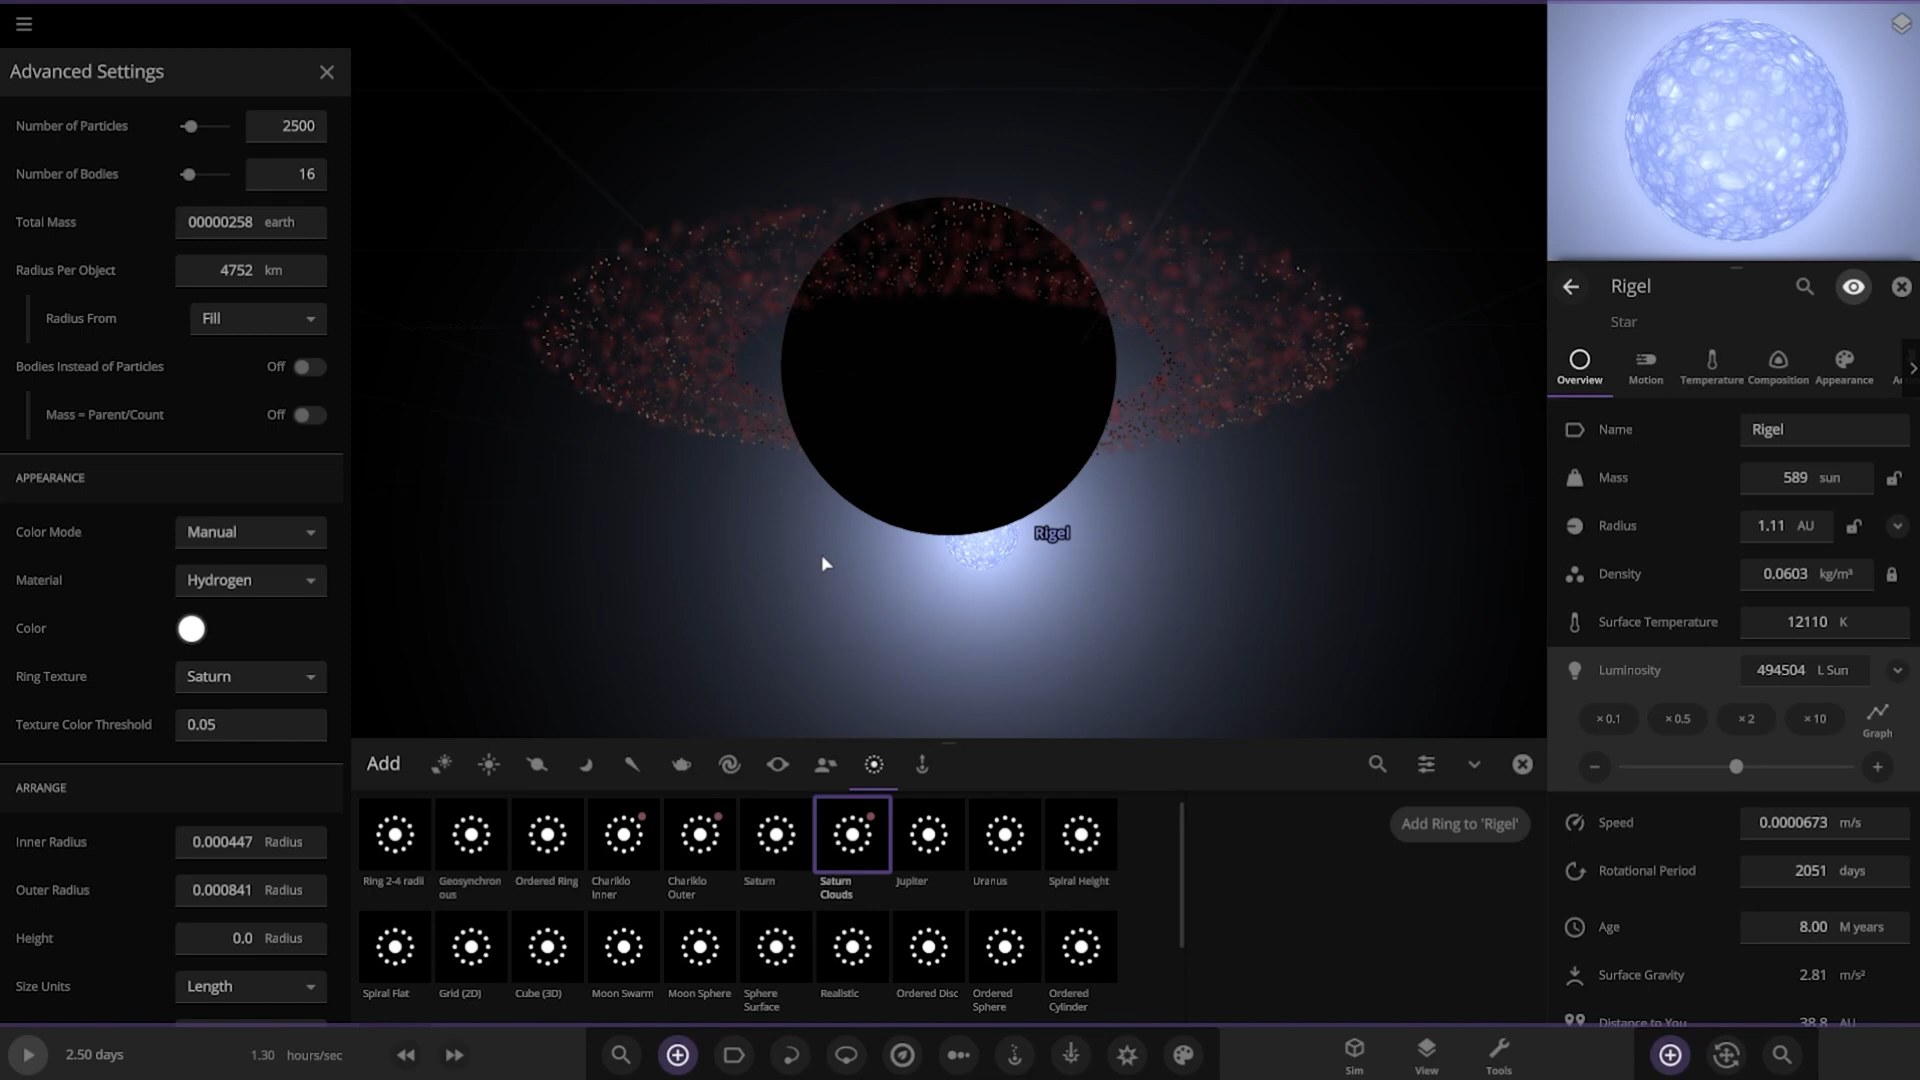 Advanced Settings
Number of Particles 2500
Number of Bodies 16
Total Mass 00000258 earth
Radius Per Object 4752 km
Radius From Fill
Bodies Instead of Particles Off
Mass = Parent/Count Off
APPEARANCE
Color Mode Manual
Material Hydrogen
Color
Ring Texture Saturn
Texture Color Threshold 0.05
ARRANGE
Inner Radius 0.000447 Radius
Outer Radius 0.000841 Radius
Height 0.0 Radius
Size Units Length
Rigel
Add
Ring 2-4 radii
Geosynchron
ous
Ordered Ring
Chariklo
Inner
Chariklo
Outer
Saturn
Saturn
Clouds
Jupiter
Uranus
Spiral Height
Spiral Flat
Grid (2D)
Cube (3D)
Moon Swarm
Moon Sphere
Sphere
Surface
Realistic
Ordered Disc
Ordered
Sphere
Ordered
Cylinder
Add Ring to 'Rigel'
Rigel
Star
Overview Motion Temperature Composition Appearance
Name Rigel
Mass 589 sun
Radius 1.11 AU
Density 0.0603 kg/m³
Surface Temperature 12110 K
Luminosity 494504 L Sun
× 0.1 × 0.5 × 2 × 10 Graph
Speed 0.0000673 m/s
Rotational Period 2051 days
Age 8.00 M years
Surface Gravity 2.81 m/s²
Distance to You 38.8 AU
2.50 days 1.30 hours/sec
Sim View Tools